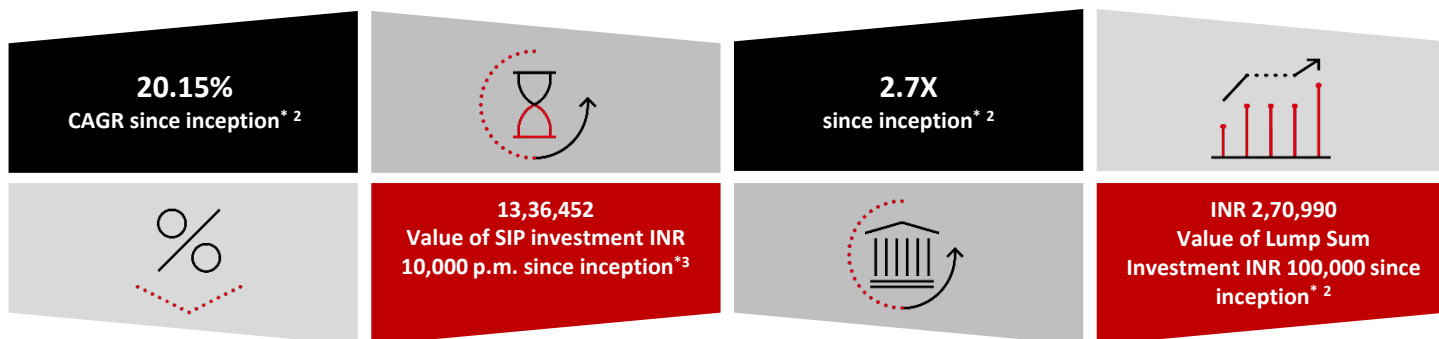 20.15%
CAGR since inception* 2
2.7X
since inception* 2
13,36,452
Value of SIP investment INR
10,000 p.m. since inception*3
INR 2,70,990
Value of Lump Sum
Investment INR 100,000 since
inception* 2